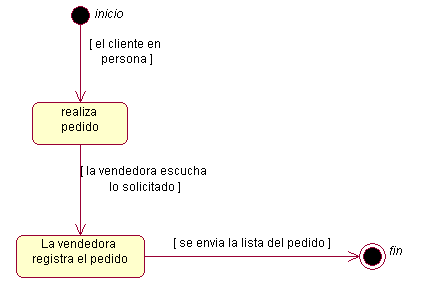 inicio
[ el cliente en
persona ]
realiza
pedido
[ la vendedora escucha
lo solicitado ]
La vendedora
registra el pedido
[ se envia la lista del pedido ]
fin